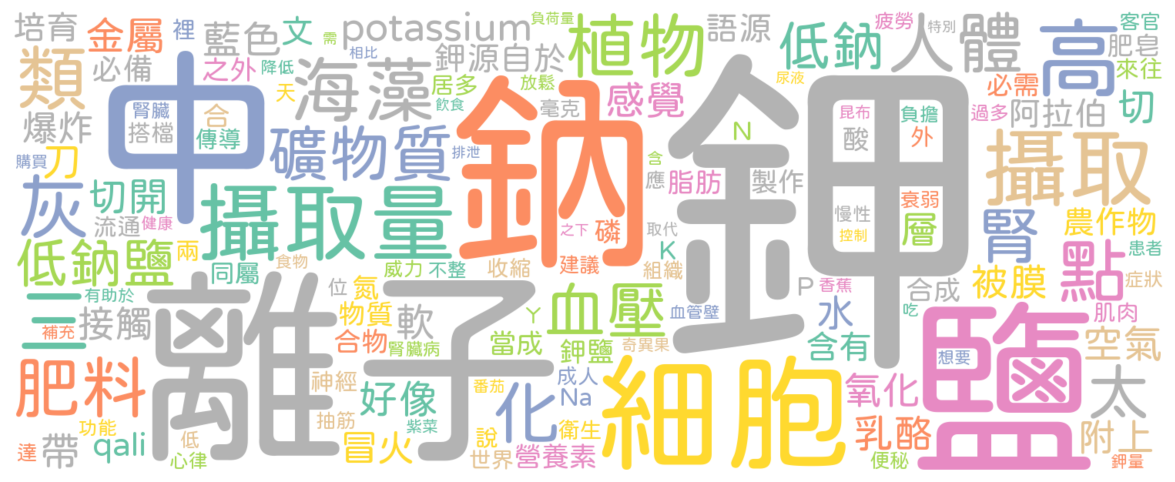 培育
金屬
裡
藍色
文
需
potassium
負荷量
植物
語源
低鈉
疲勞
人體
特別
高
客官
肥皂
類
必備
之外
降低
相比
鉀源自於
放鬆
尿液
必需
來往
爆炸
腎臟
合
搭檔
傳導
天
海藻
居多
毫克
感覺
N
昆布
負擔
酸
外
過多
阿拉伯
切
購買
刀
中
礦物質
排泄
鈉
含
應
脂肪
製作
鉀
攝取
灰
切開
流通
健康
攝取量
之下
磷
取代
慢性
衰弱
控制
層
腎
農作物
低鈉鹽
兩
同屬
食物
威力
不整
收縮
建議
K
組織
點
患者
三
有助於
補充
接觸
離子
位
氮
物質
合物
腎臟病
軟
ㄚ
當成
血壓
鉀鹽
奇異果
血管壁
P
香蕉
水
合成
含有
吃
被膜
症狀
肌肉
肥料
神經
抽筋
好像
紫菜
番茄
化
成人
Na
細胞
氧化
想要
鹽
空氣
太
達
帶
功能
qali
低
心律
冒火
說
世界
衛生
營養素
乳酪
便秘
附上
鉀量
飲食